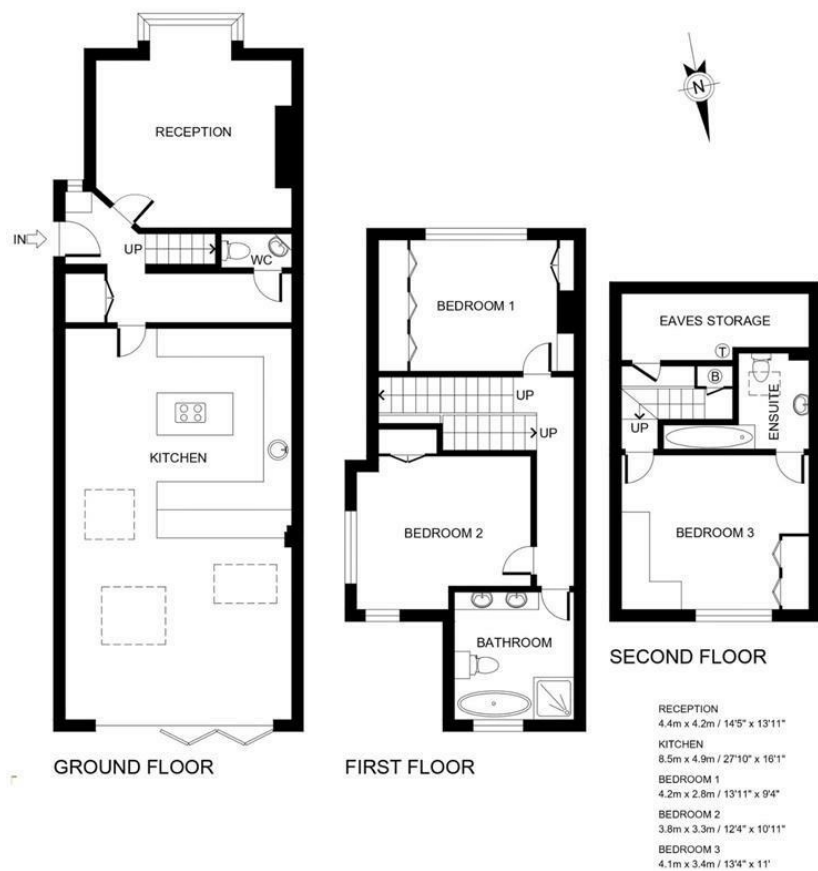 N
RECEPTION
IN
UP
WC
KITCHEN
GROUND FLOOR
BEDROOM 1
UP
UP
BEDROOM 2
BATHROOM
FIRST FLOOR
EAVES STORAGE
T
B
UP
ENSUITE
BEDROOM 3
SECOND FLOOR
RECEPTION
4.4m x 4.2m / 14'5" x 13'11"
KITCHEN
8.5m x 4.9m / 27'10" x 16'1"
BEDROOM 1
4.2m x 2.8m / 13'11" x 9'4"
BEDROOM 2
3.8m x 3.3m / 12'4" x 10'11"
BEDROOM 3
4.1m x 3.4m / 13'4" x 11'